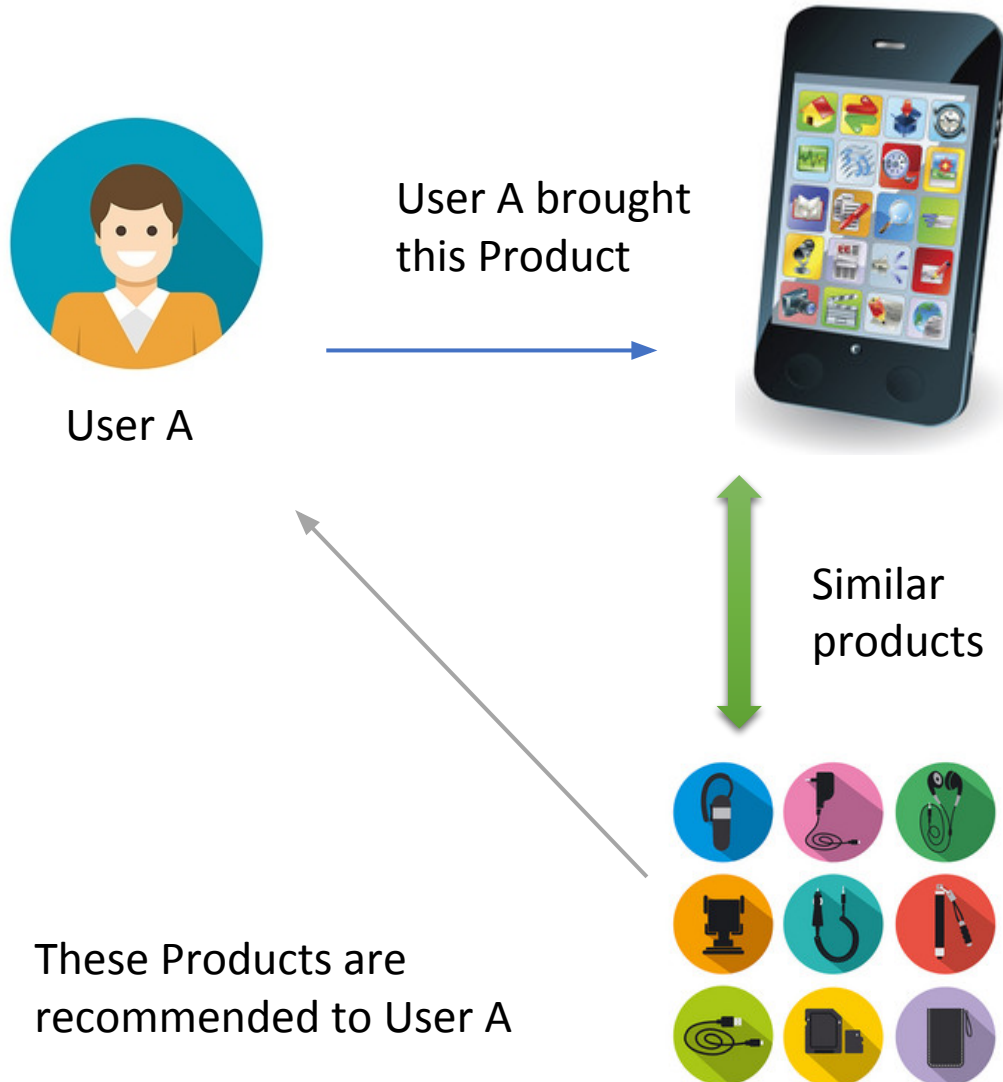 User A brought
this Product
User A
Similar
products
These Products are
recommended to User A